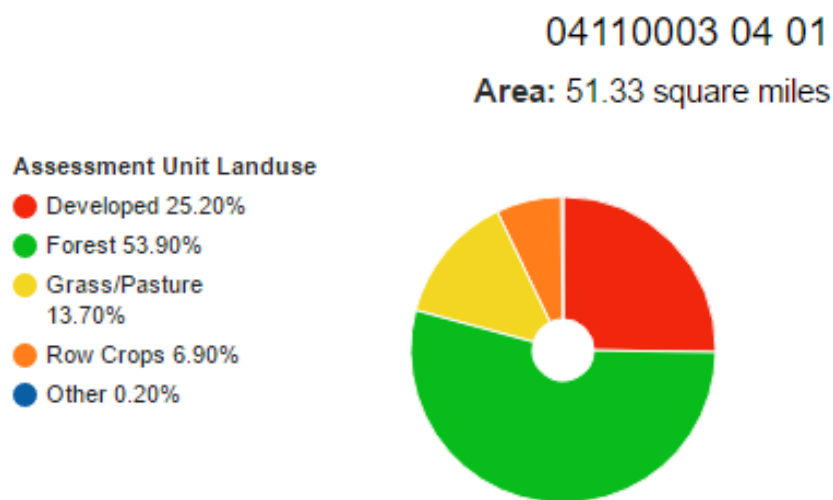 04110003 04 01
Area: 51.33 square miles
Assessment Unit Landuse
Developed 25.20%
Forest 53.90%
Grass/Pasture
13.70%
Row Crops 6.90%
Other 0.20%